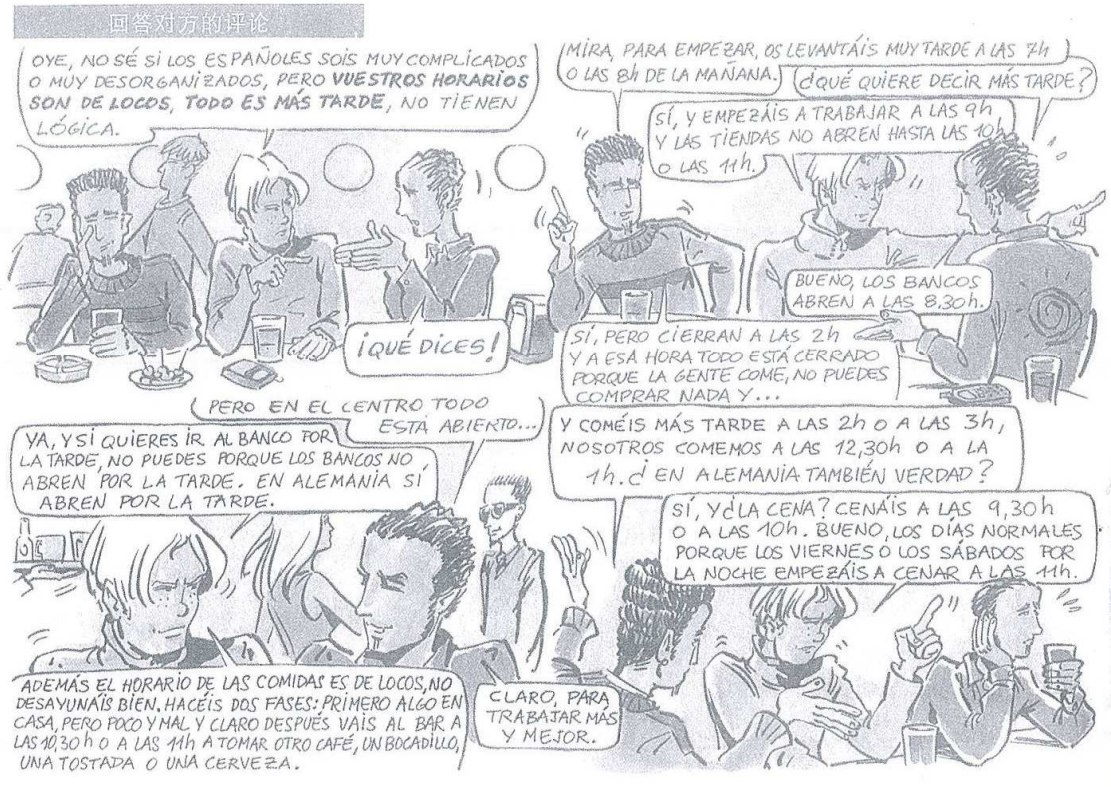 回答对方的评论
OYE, NO SÉ SI LOS ESPAÑOLES SOIS MUY COMPLICADOS
O MUY DESORGANIZADOS, PERO VUESTROS HORARIOS
SON DE LOCOS, TODO ES MÁS TARDE, NO TIENEN
LÓGICA.
¡QUÉ DICES!
MIRA, PARA EMPEZAR, OS LEVANTÁIS MUY TARDE A LAS 7h
O LAS 8h DE LA MAÑANA.
¿QUÉ QUIERE DECIR MÁS TARDE?
SÍ, Y EMPEZÁIS A TRABAJAR A LAS 9h
Y LAS TIENDAS NO ABREN HASTA LAS 10h
O LAS 11h.
BUENO, LOS BANCOS
ABREN A LAS 8,30h.
SÍ, PERO CIERRAN A LAS 2h
Y A ESA HORA TODO ESTÁ CERRADO
PORQUE LA GENTE COME, NO PUEDES
COMPRAR NADA Y...
PERO EN EL CENTRO TODO
ESTÁ ABIERTO...
YA, Y SI QUIERES IR AL BANCO POR
LA TARDE, NO PUEDES PORQUE LOS BANCOS NO
ABREN POR LA TARDE. EN ALEMANIA SÍ
ABREN POR LA TARDE.
ADEMÁS EL HORARIO DE LAS COMIDAS ES DE LOCOS, NO
DESAYUNÁIS BIEN. HACÉIS DOS FASES: PRIMERO ALGO EN
CASA, PERO POCO Y MAL Y CLARO DESPUÉS VAIS AL BAR A
LAS 10,30 h O A LAS 11h A TOMAR OTRO CAFÉ, UN BOCADILLO,
UNA TOSTADA O UNA CERVEZA.
CLARO, PARA
TRABAJAR MÁS
Y MEJOR.
Y COMÉIS MÁS TARDE A LAS 2h O A LAS 3h,
NOSOTROS COMEMOS A LAS 12,30h O A LA
1h. ¿EN ALEMANIA TAMBIÉN VERDAD?
SÍ, Y ¿LA CENA? CENÁIS A LAS 9,30h
O A LAS 10h. BUENO, LOS DÍAS NORMALES
PORQUE LOS VIERNES O LOS SÁBADOS POR
LA NOCHE EMPEZÁIS A CENAR A LAS 11h.